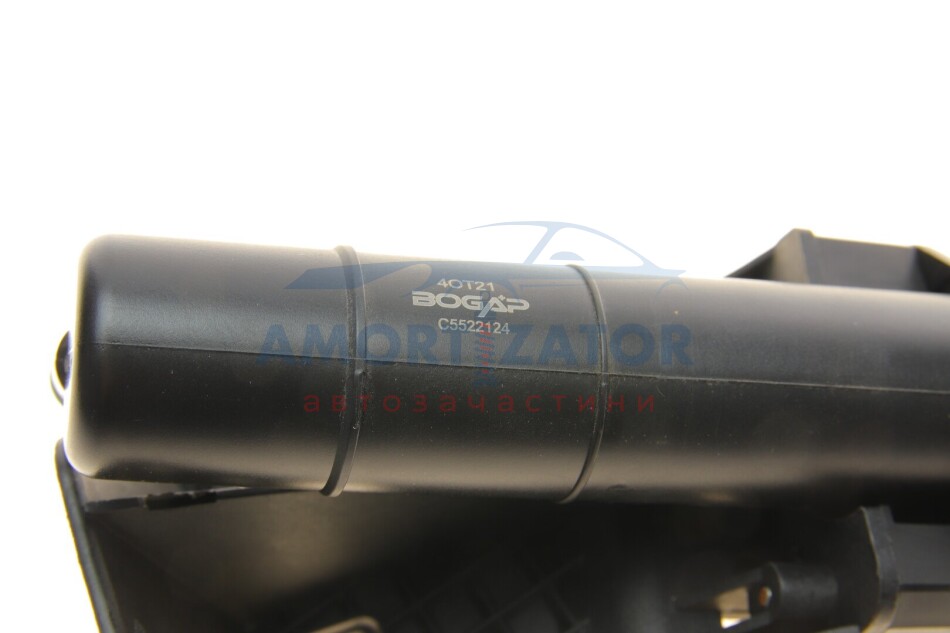 4OT21
BOGAP
C5522124
AMORTIZATOR
автозачастини